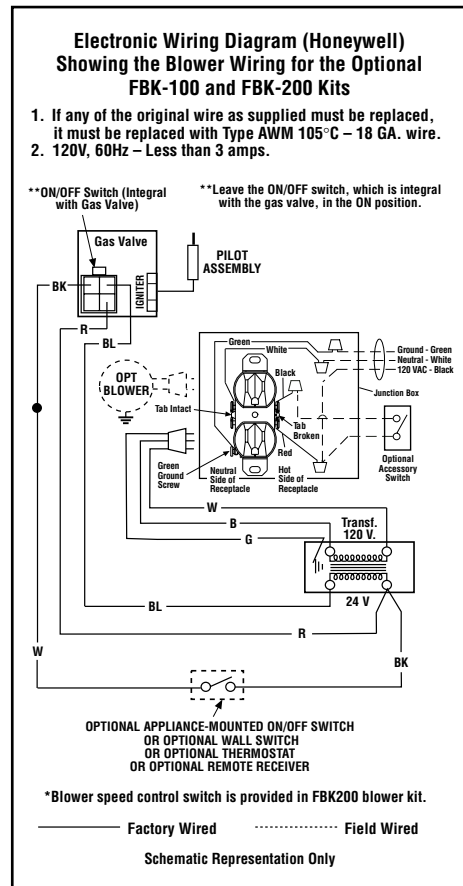 Electronic Wiring Diagram (Honeywell)
Showing the Blower Wiring for the Optional
FBK-100 and FBK-200 Kits
1. If any of the original wire as supplied must be replaced,
it must be replaced with Type AWM 105°C – 18 GA. wire.
2. 120V, 60Hz – Less than 3 amps.
**ON/OFF Switch (Integral
with Gas Valve)
**Leave the ON/OFF switch, which is integral
with the gas valve, in the ON position.
Gas Valve
PILOT
ASSEMBLY
IGNITER
BK
R
BL
Green
White
Ground - Green
Neutral - White
120 VAC - Black
OPT
BLOWER
Black
Junction Box
Tab Intact
Tab
Broken
Red
Green
Ground
Screw
Neutral
Side of
Receptacle
Hot
Side of
Receptacle
Optional
Accessory
Switch
W
B
G
Transf.
120 V.
24 V
BL
R
W
BK
OPTIONAL APPLIANCE-MOUNTED ON/OFF SWITCH
OR OPTIONAL WALL SWITCH
OR OPTIONAL THERMOSTAT
OR OPTIONAL REMOTE RECEIVER
*Blower speed control switch is provided in FBK200 blower kit.
Factory Wired
Field Wired
Schematic Representation Only